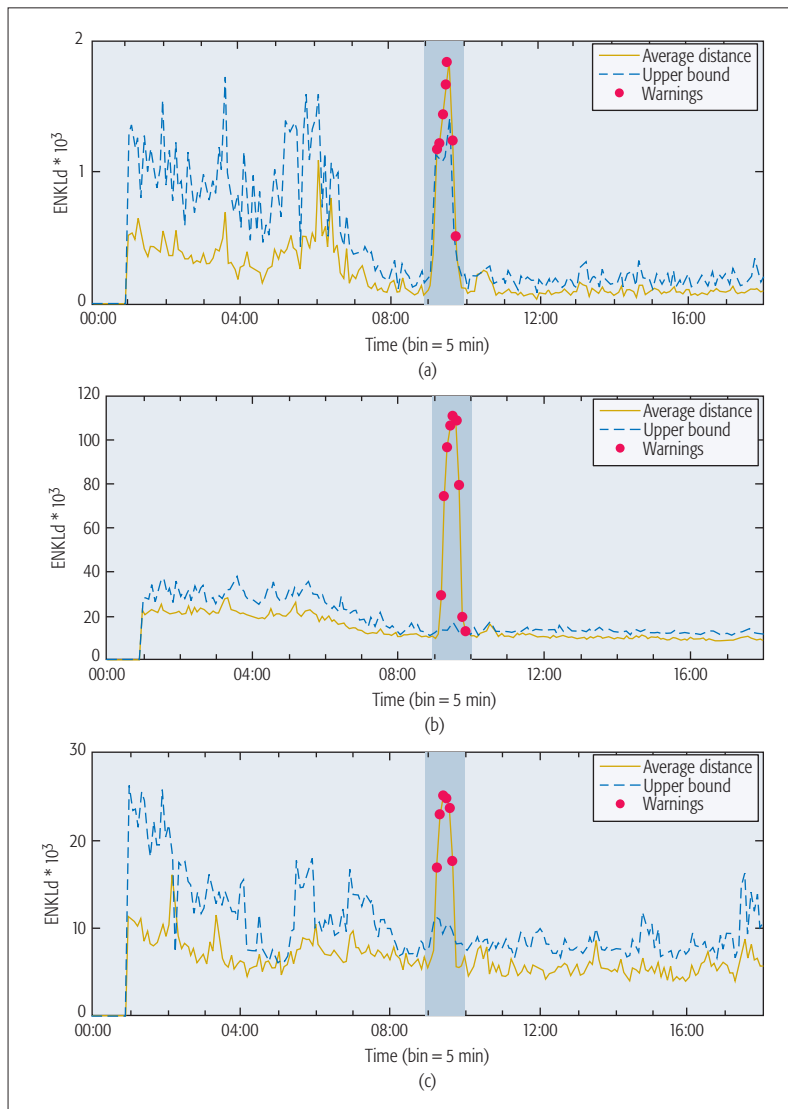 2
Average distance
Upper bound
Warnings
ENKLd * 10³
1
0
00:00 04:00 08:00 12:00 16:00
Time (bin = 5 min)
(a)
120
Average distance
Upper bound
100
Warnings
80
ENKLd * 10³
60
40
20
0
00:00 04:00 08:00 12:00 16:00
Time (bin = 5 min)
(b)
30
Average distance
Upper bound
Warnings
20
ENKLd * 10³
10
0
00:00 04:00 08:00 12:00 16:00
Time (bin = 5 min)
(c)